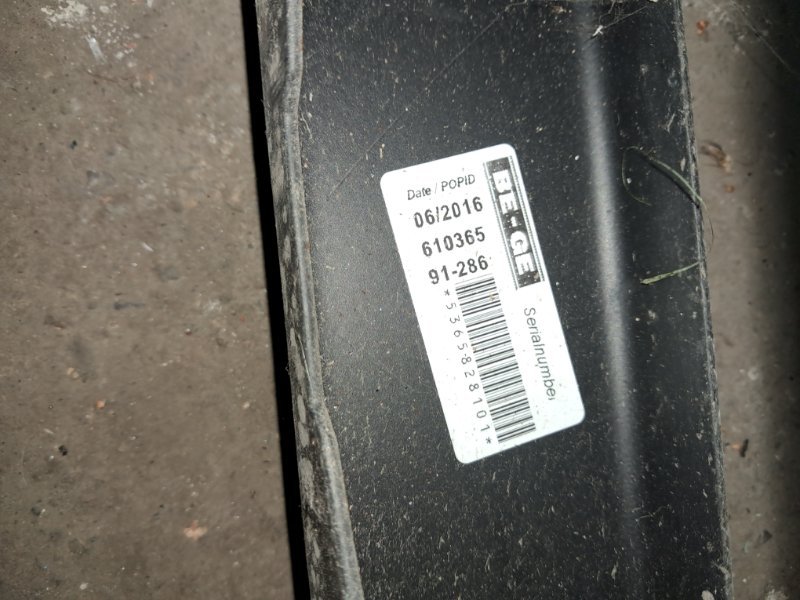 BE-GE
Date / POPID
06/2016
610365
91-286
Serialnumber
*5365828101*